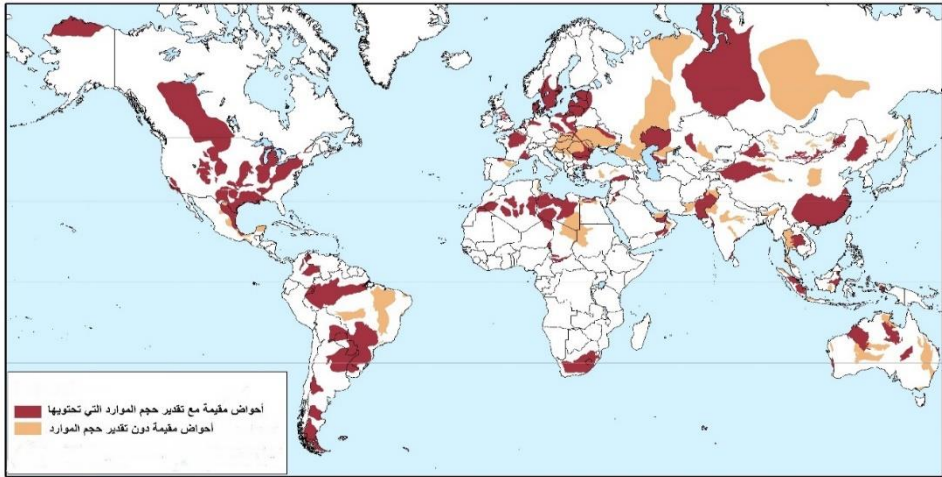 أحواض مقيمة مع تقدير حجم الموارد التي تحتويها
أحواض مقيمة دون تقدير حجم الموارد